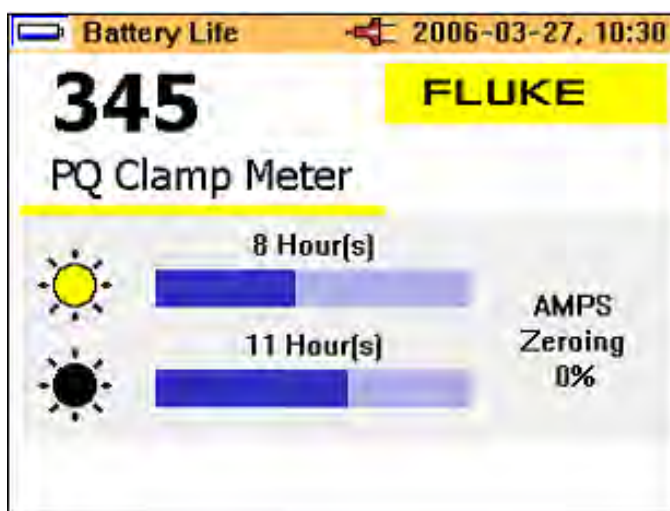 Battery Life 2006-03-27, 10:30
345 FLUKE
PQ Clamp Meter
8 Hour(s)
11 Hour(s)
AMPS
Zeroing
0%